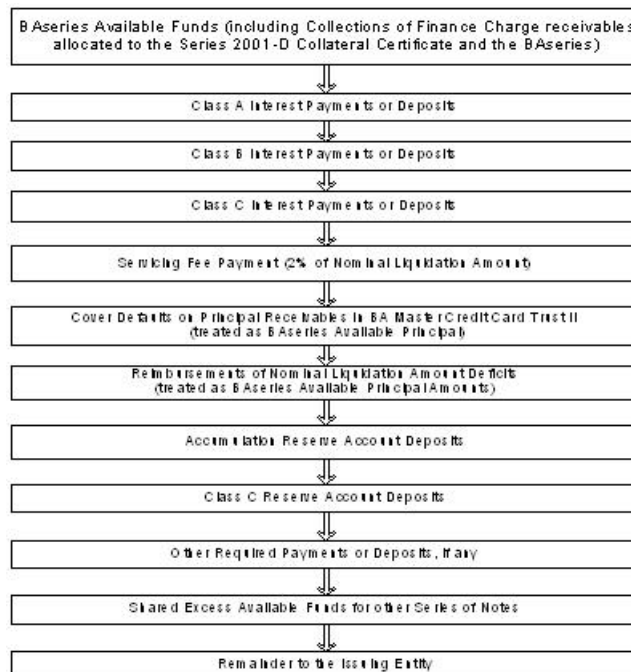 BAseries Available Funds (including Collections of Finance Charge receivables
allocated to the Series 2001-D Collateral Certificate and the BAseries)
Class A Interest Payments or Deposits
Class B Interest Payments or Deposits
Class C Interest Payments or Deposits
Servicing Fee Payment (2% of Nominal Liquidation Amount)
Cover Defaults on Principal Receivables in BA Master Credit Card Trust II
(treated as BAseries Available Principal)
Reimbursements of Nominal Liquidation Amount Deficits
(treated as BAseries Available Principal Amounts)
Accumulation Reserve Account Deposits
Class C Reserve Account Deposits
Other Required Payments or Deposits, if any
Shared Excess Available Funds for other Series of Notes
Remainder to the Issuing Entity